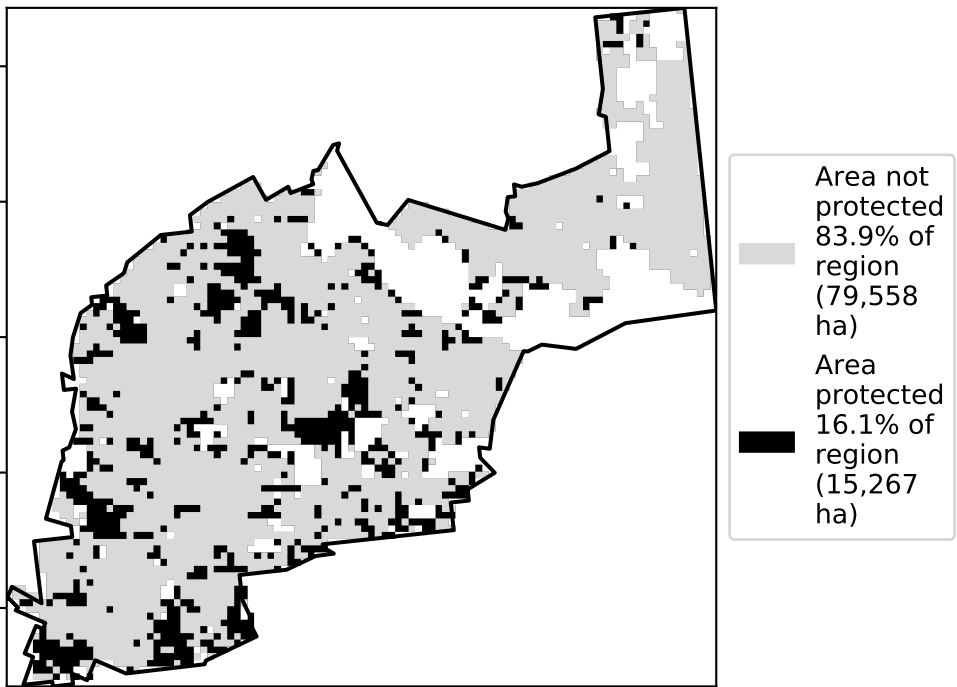 Area not
protected
83.9% of
region
(79,558
ha)
Area
protected
16.1% of
region
(15,267
ha)